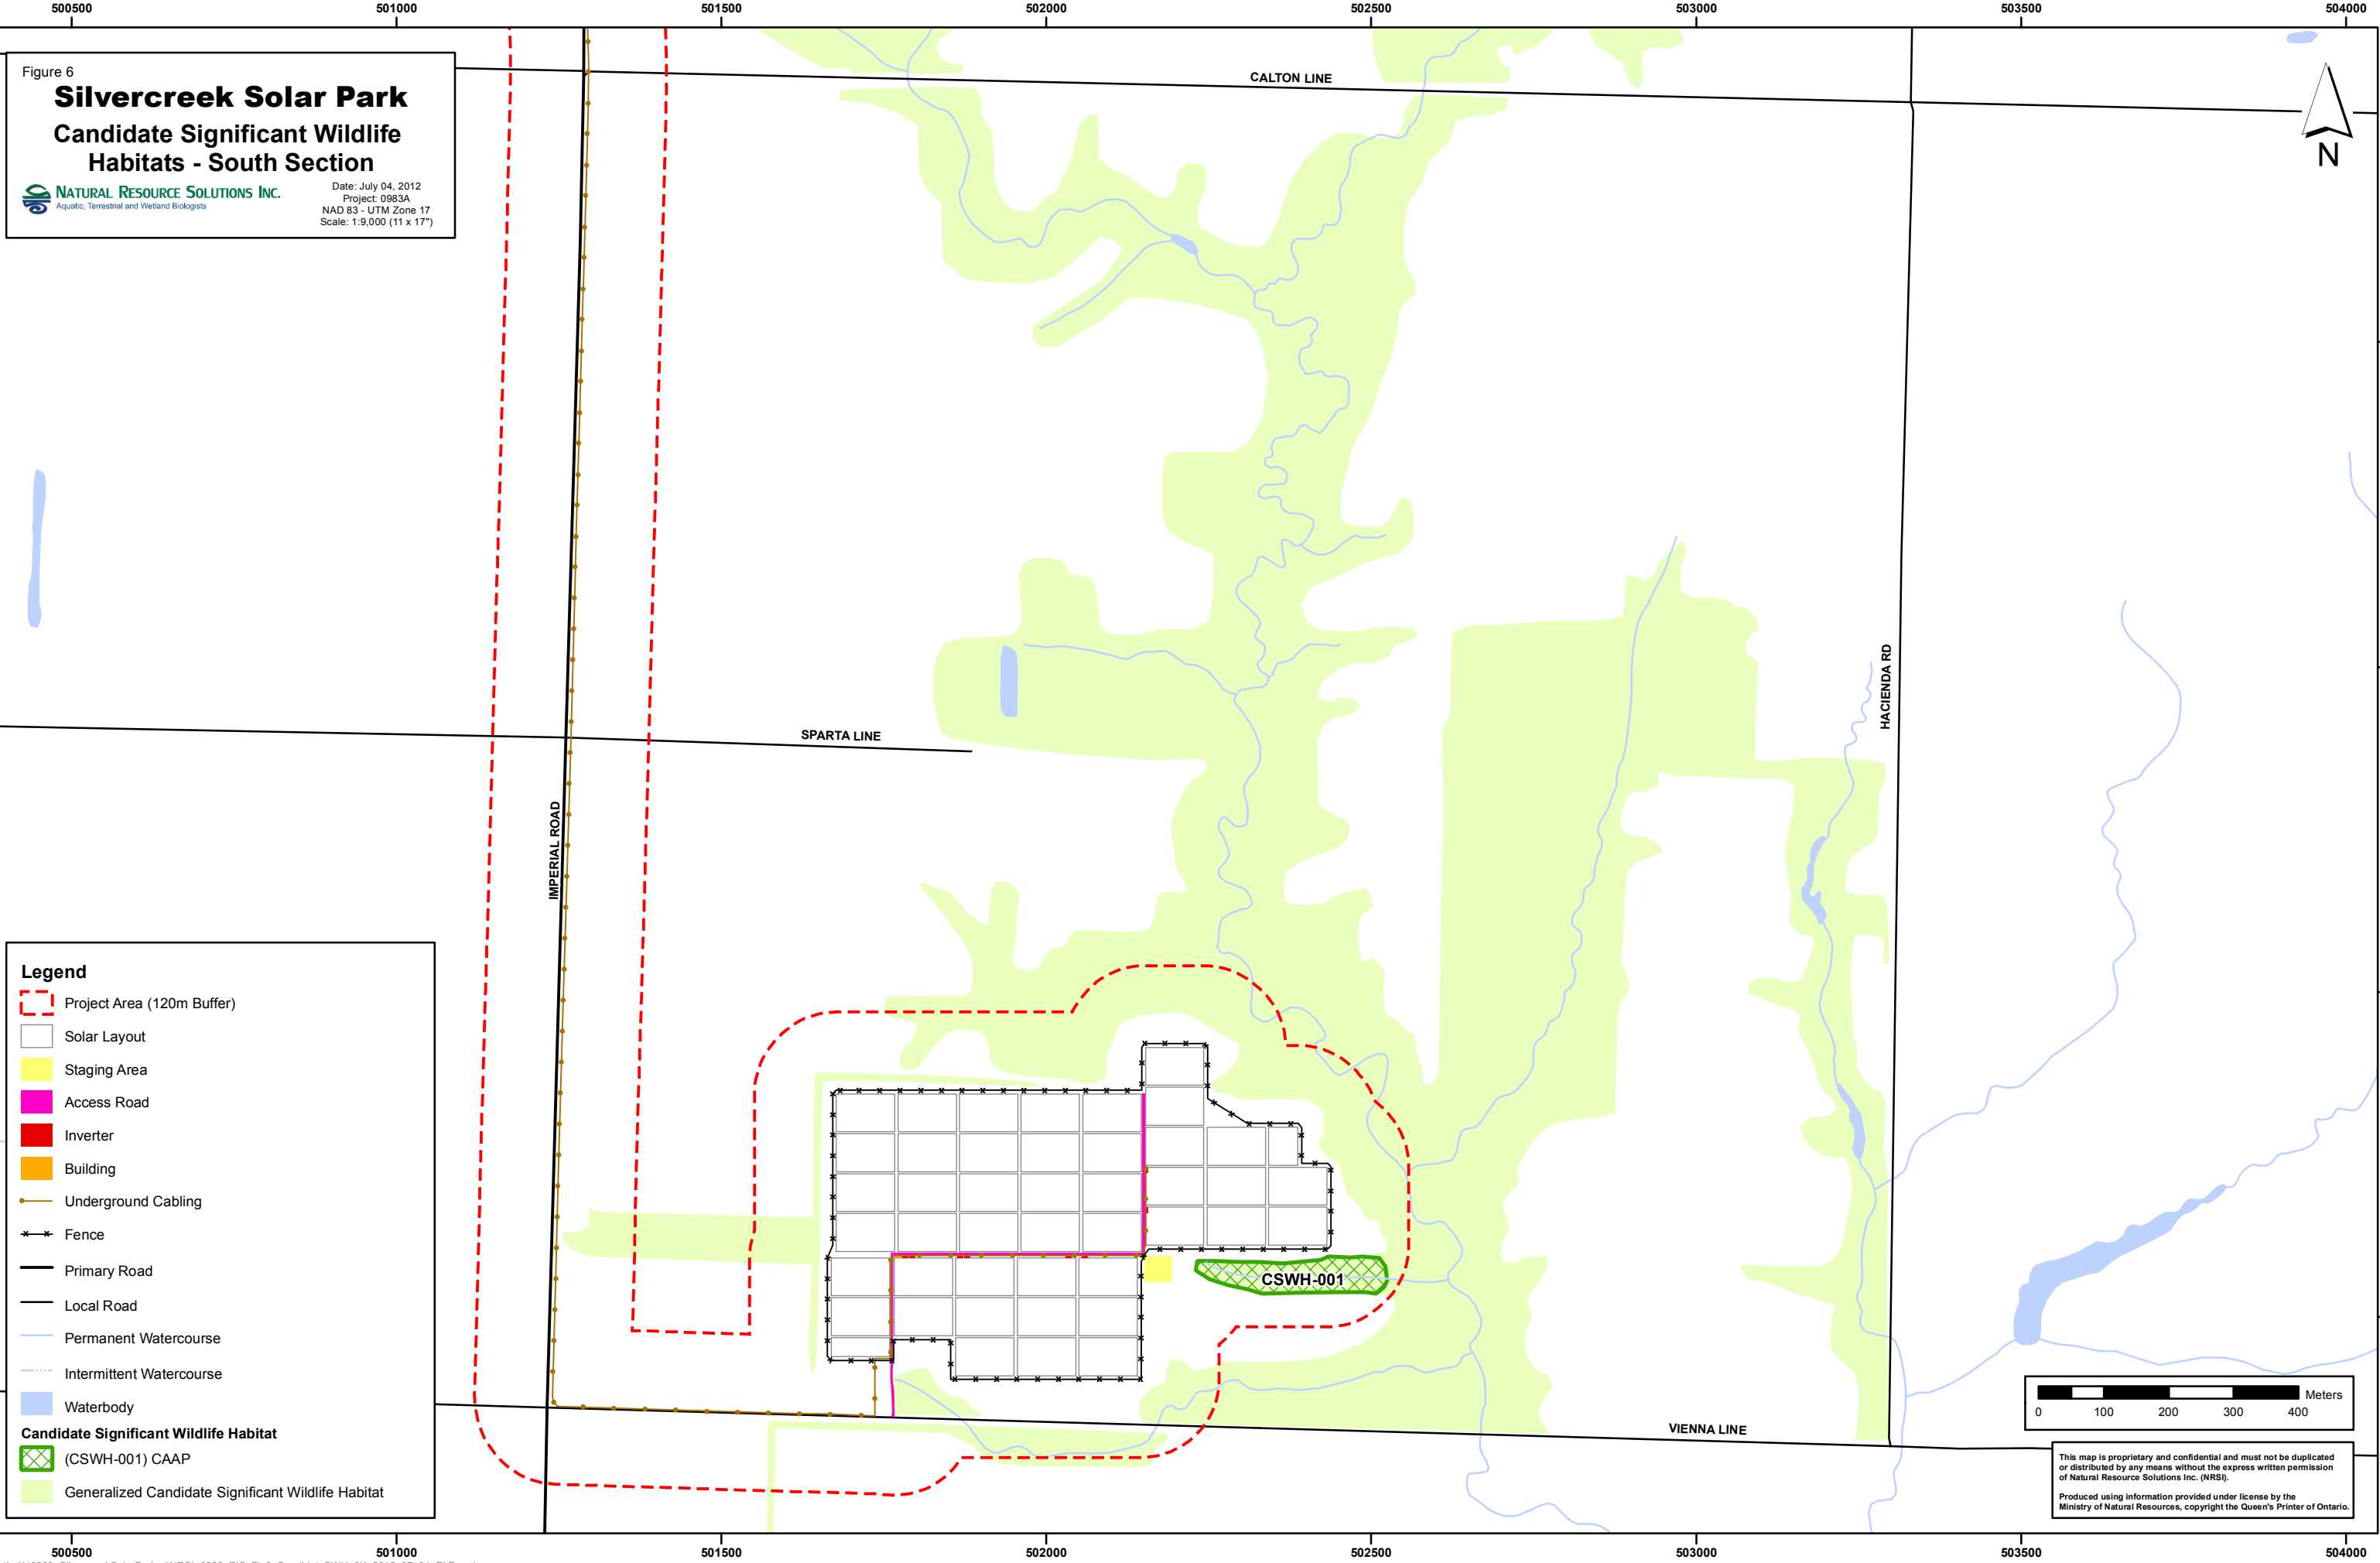 500500 501000 501500 502000 502500 503000 503500 504000
Figure 6
Silvercreek Solar Park
Candidate Significant Wildlife
Habitats - South Section
NATURAL RESOURCE SOLUTIONS INC.
Aquatic, Terrestrial and Wetland Biologists
Date: July 04, 2012
Project: 0983A
NAD 83 - UTM Zone 17
Scale: 1:9,000 (11 x 17")
CALTON LINE
N
HACIENDA RD
SPARTA LINE
IMPERIAL ROAD
CSWH-001
VIENNA LINE
Legend
Project Area (120m Buffer)
Solar Layout
Staging Area
Access Road
Inverter
Building
Underground Cabling
Fence
Primary Road
Local Road
Permanent Watercourse
Intermittent Watercourse
Waterbody
Candidate Significant Wildlife Habitat
(CSWH-001) CAAP
Generalized Candidate Significant Wildlife Habitat
Meters
0 100 200 300 400
This map is proprietary and confidential and must not be duplicated
or distributed by any means without the express written permission
of Natural Resource Solutions Inc. (NRSI).
Produced using information provided under license by the
Ministry of Natural Resources, copyright the Queen's Printer of Ontario.
500500 501000 501500 502000 502500 503000 503500 504000